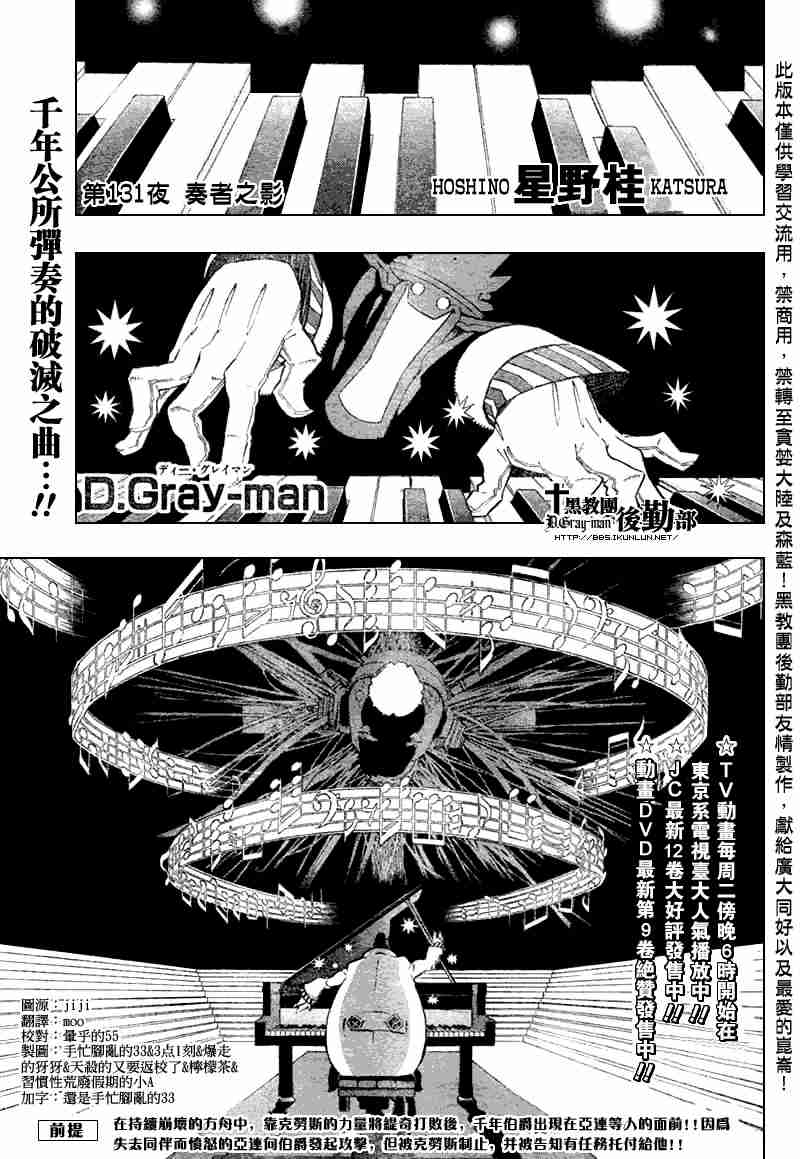 千年公所彈奏的破滅之曲…!!
第131夜 奏者之影
HOSHINO 星野桂 KATSURA
ディー・グレイマン
D.Gray-man
黑教團
D.Gray-man 後勤部
HTTP://BBS.IKUNLUN.NET/
此版本僅供學習交流用，禁商用，禁轉至貪婪大陸及森藍！黑教團後勤部友情製作，獻給廣大同好以及最愛的崑崙！
☆TV動畫每周二傍晚6時開始在
東京系電視臺大人氣播放中!!
☆JC最新12卷大好評發售中!!
☆動畫DVD最新第9卷絶贊發售中!!
圖源：jiji
翻譯：moo
校對：暈乎的55
製圖：手忙腳亂的33&3点1刻&爆走
的犽犽&天殺的又要返校了&檸檬茶&
習慣性荒廢假期的小A
加字：還是手忙腳亂的33
前提
在持續崩壞的方舟中，靠克勞斯的力量將緹奇打敗後，千年伯爵出現在亞連等人的面前!!因爲
失去同伴而憤怒的亞連向伯爵發起攻擊，但被克勞斯制止，并被告知有任務托付給他!!